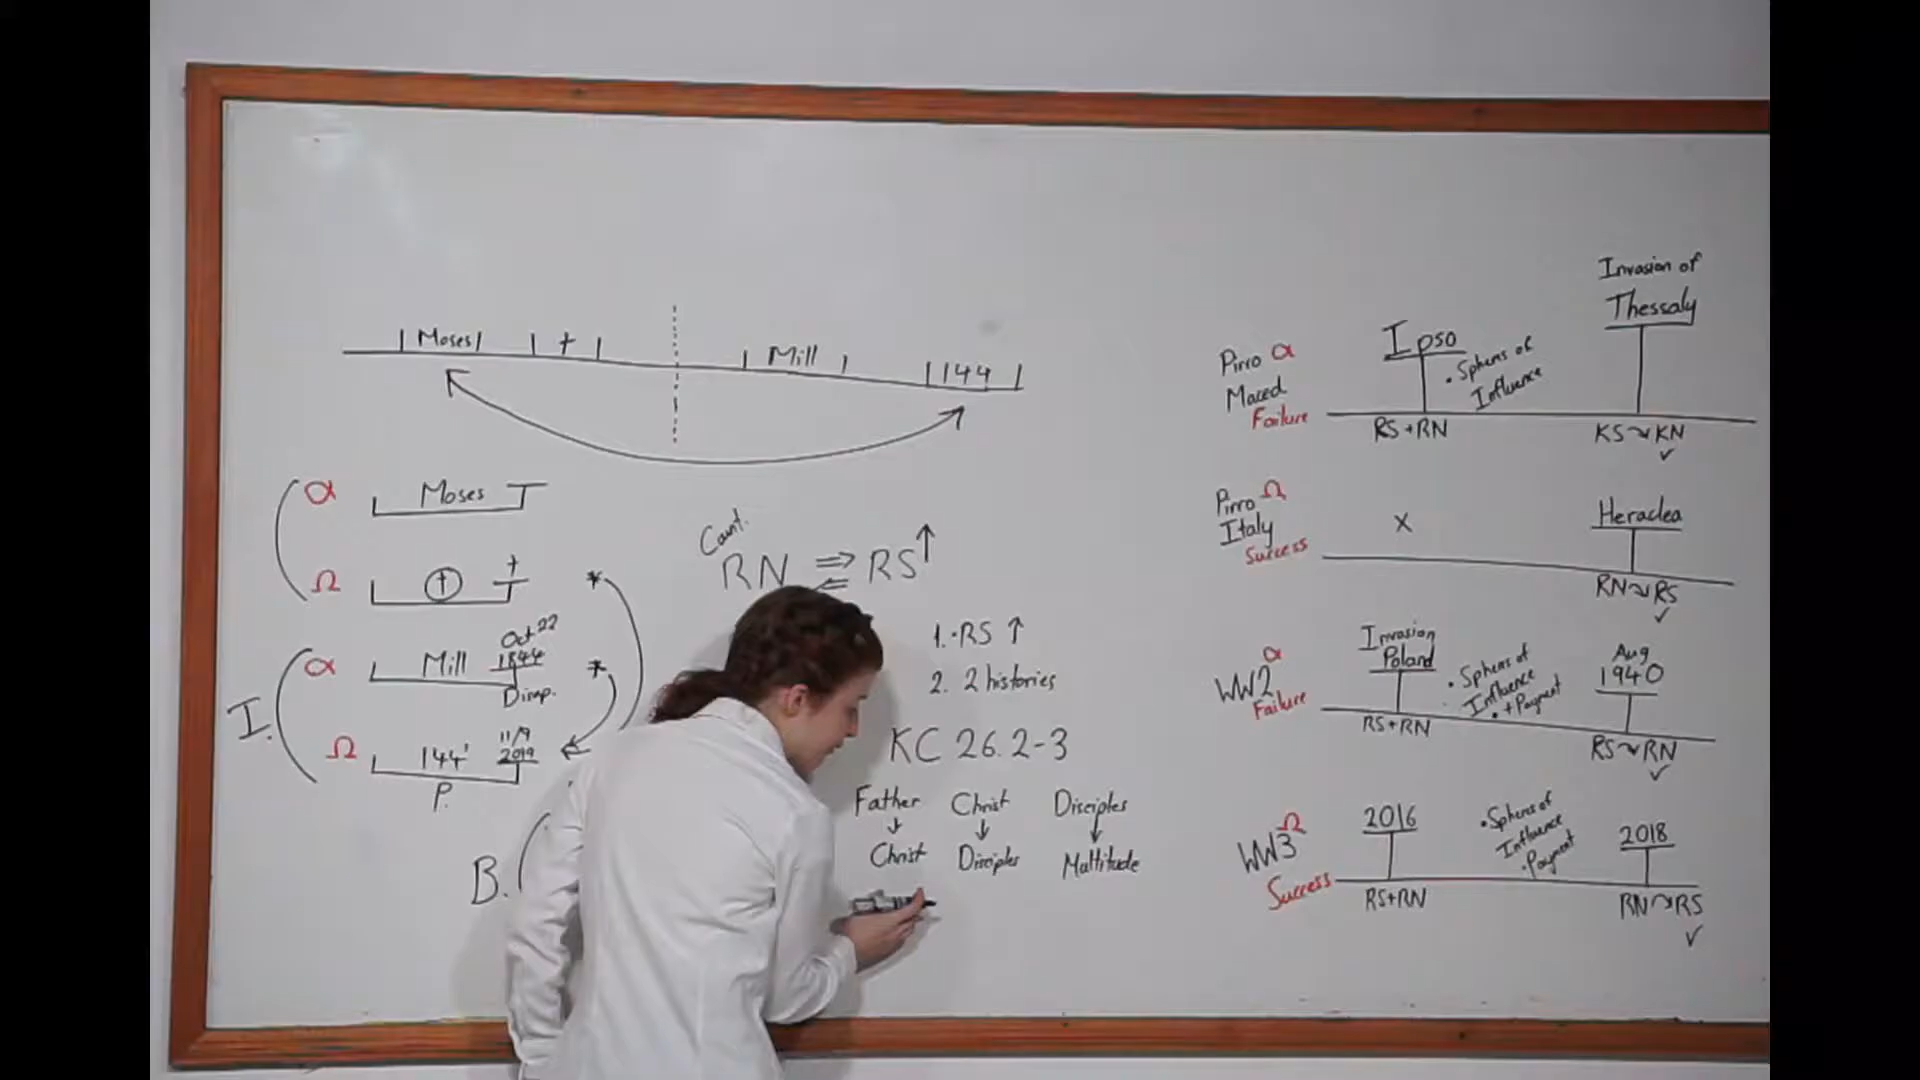 Moses + Mill 144
α Moses
Ω + +
α Mill Oct 22
1844
Disap.
I.
Ω 144' 11/9
2019
P.
B.
Count.
RN ⇒ RS ↑
1. RS ↑
2. 2 histories
KC 26.2-3
Father Christ Disciples
↓ ↓ ↓
Christ Disciples Multitude
Pirro α
Maced
Failure
Ipso
• Spheres of
Influence
Invasion of
Thessaly
RS+RN
KS KN
✓
Pirro Ω
Italy
Success
X
Heraclea
RN RS
✓
WW2 α
Failure
Invasion
Poland
• Spheres of
Influence
• + Payment
Aug
1940
RS+RN
RS RN
✓
WW3 Ω
Success
2016
• Spheres of
Influence
• Payment
2018
RS+RN
RN RS
✓